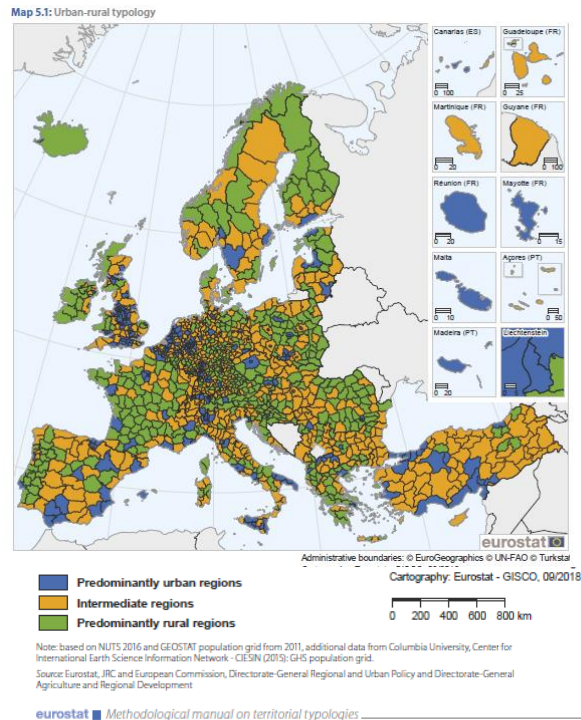 Map 5.1: Urban-rural typology
Canarias (ES)
0 100
Guadeloupe (FR)
0 25
Martinique (FR)
0 20
Guyane (FR)
0 100
Réunion (FR)
0 20
Mayotte (FR)
0 15
Malta
0 10
Açores (PT)
0 50
Madeira (PT)
0 20
Liechtenstein
eurostat
Administrative boundaries: © EuroGeographics © UN-FAO © Turkstat
Cartography: Eurostat - GISCO, 09/2018
Predominantly urban regions
Intermediate regions
Predominantly rural regions
0 200 400 600 800 km
Note: based on NUTS 2016 and GEOSTAT population grid from 2011, additional data from Columbia University, Center for
International Earth Science Information Network - CIESIN (2015): GHS population grid.
Source: Eurostat, JRC and European Commission, Directorate-General Regional and Urban Policy and Directorate-General
Agriculture and Regional Development
eurostat Methodological manual on territorial typologies